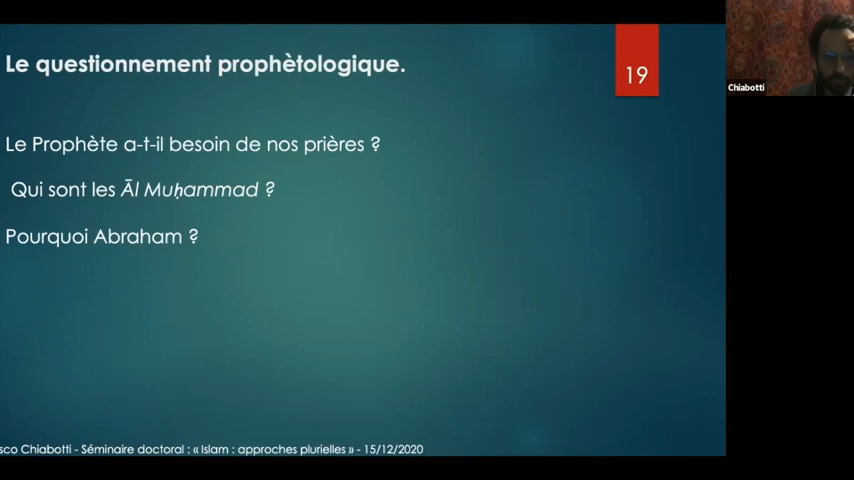 Le questionnement prophètologique.
19
Chiabotti
Le Prophète a-t-il besoin de nos prières ?
Qui sont les Āl Muḥammad ?
Pourquoi Abraham ?
sco Chiabotti - Séminaire doctoral : « Islam : approches plurielles » - 15/12/2020